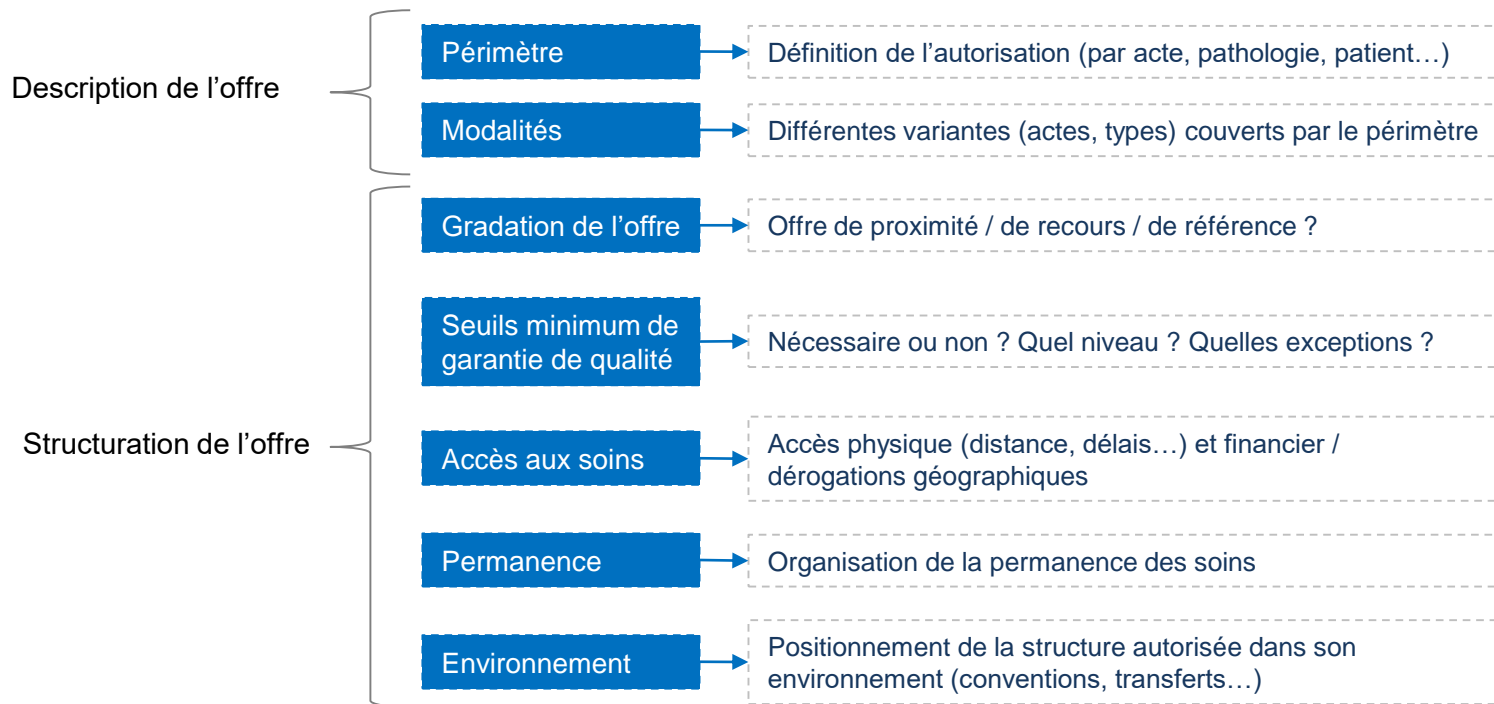 Description de l’offre
Périmètre
Définition de l’autorisation (par acte, pathologie, patient…)
Modalités
Différentes variantes (actes, types) couverts par le périmètre
Structuration de l’offre
Gradation de l’offre
Offre de proximité / de recours / de référence ?
Seuils minimum de
garantie de qualité
Nécessaire ou non ? Quel niveau ? Quelles exceptions ?
Accès aux soins
Accès physique (distance, délais…) et financier /
dérogations géographiques
Permanence
Organisation de la permanence des soins
Environnement
Positionnement de la structure autorisée dans son
environnement (conventions, transferts…)